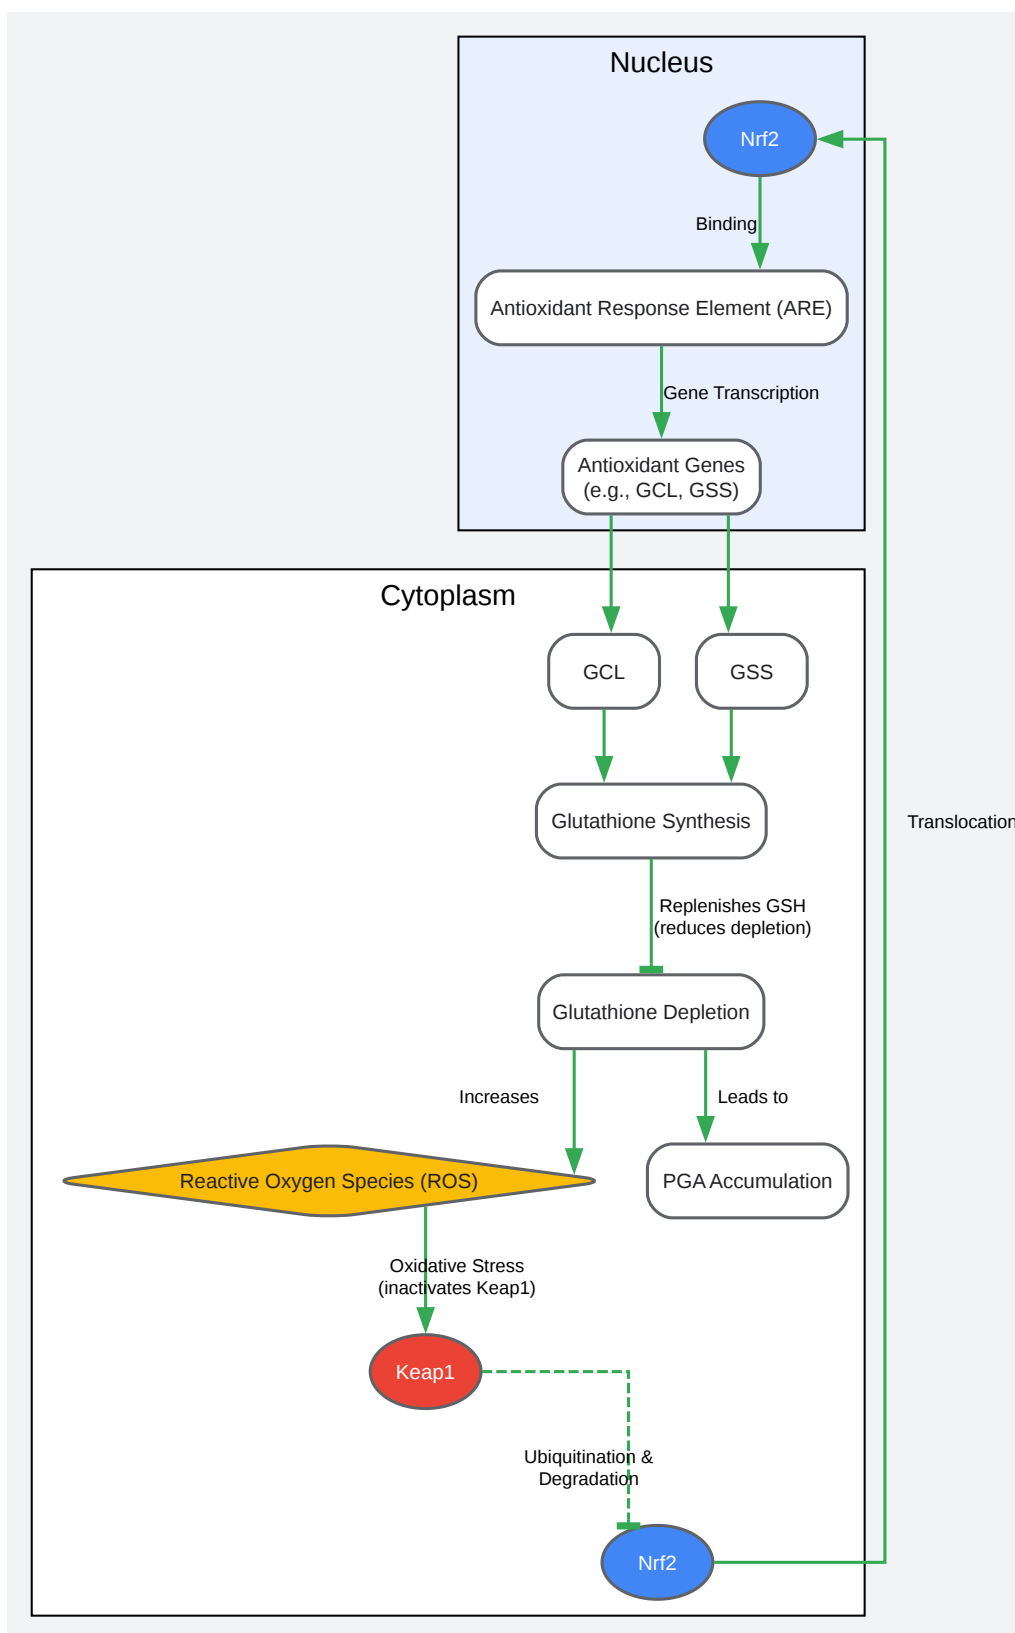 Nucleus
Nrf2
Binding
Antioxidant Response Element (ARE)
Gene Transcription
Antioxidant Genes
(e.g., GCL, GSS)
Cytoplasm
GCL
GSS
Glutathione Synthesis
Translocation
Replenishes GSH
(reduces depletion)
Glutathione Depletion
Increases
Leads to
Reactive Oxygen Species (ROS)
PGA Accumulation
Oxidative Stress
(inactivates Keap1)
Keap1
Ubiquitination &
Degradation
Nrf2